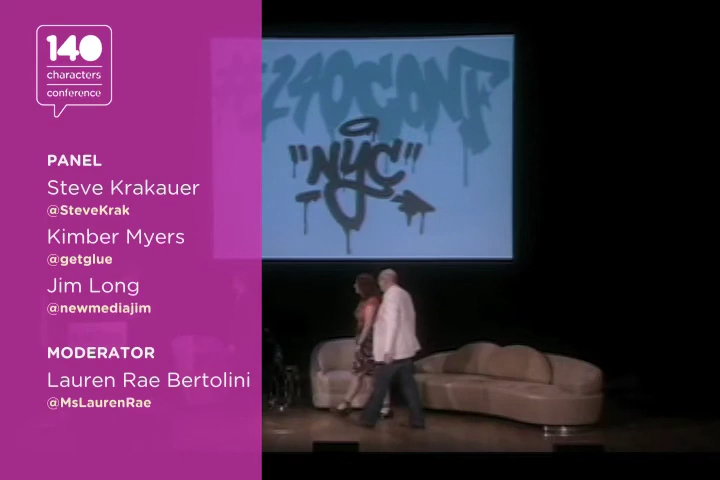 140
characters
conference
PANEL
Steve Krakauer
@SteveKrak
Kimber Myers
@getglue
Jim Long
@newmediajim
MODERATOR
Lauren Rae Bertolini
@MsLaurenRae
#140CONF
"NYC"